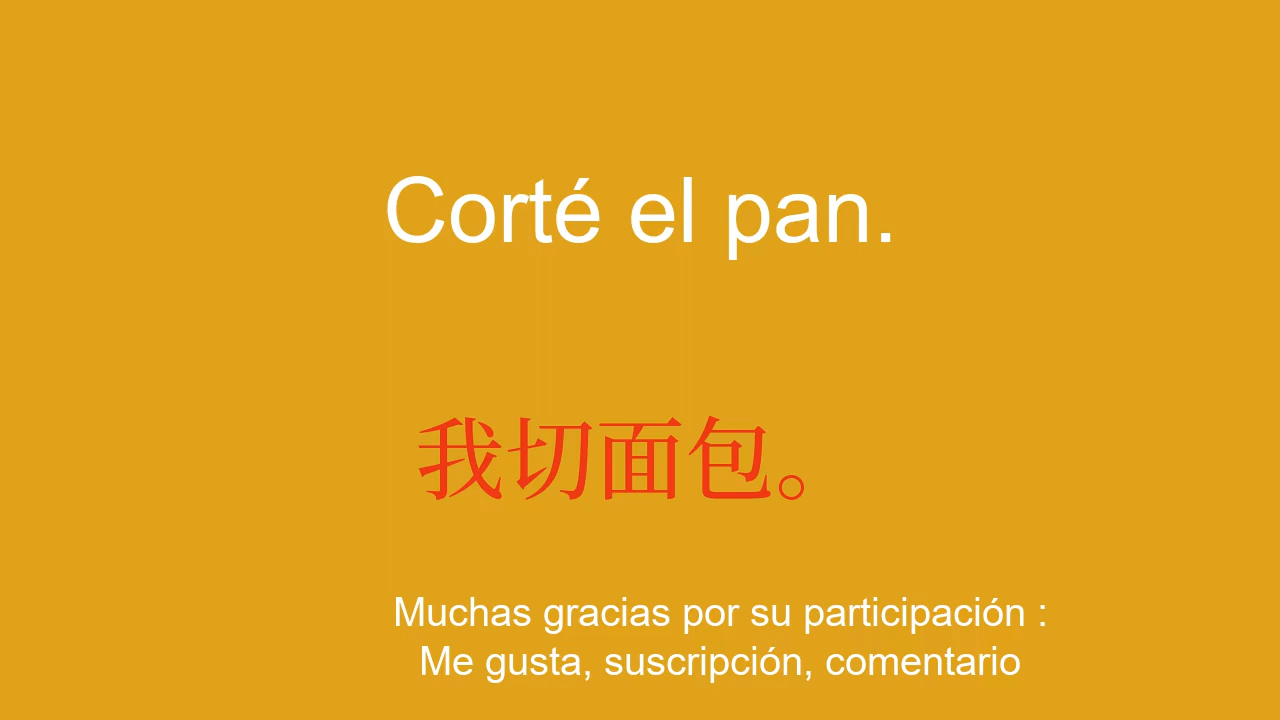 Corté el pan.
我切面包。
Muchas gracias por su participación :
Me gusta, suscripción, comentario